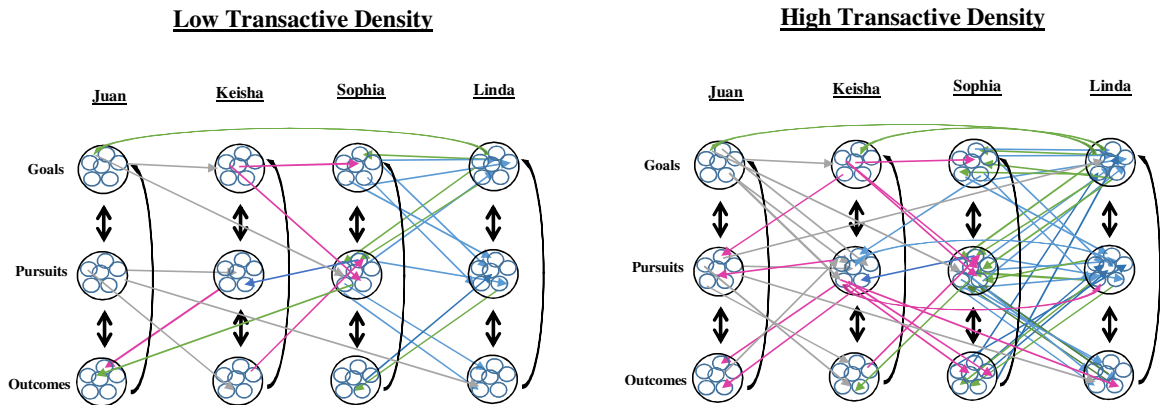 Low Transactive Density
Juan Keisha Sophia Linda
Goals
Pursuits
Outcomes
High Transactive Density
Juan Keisha Sophia Linda
Goals
Pursuits
Outcomes